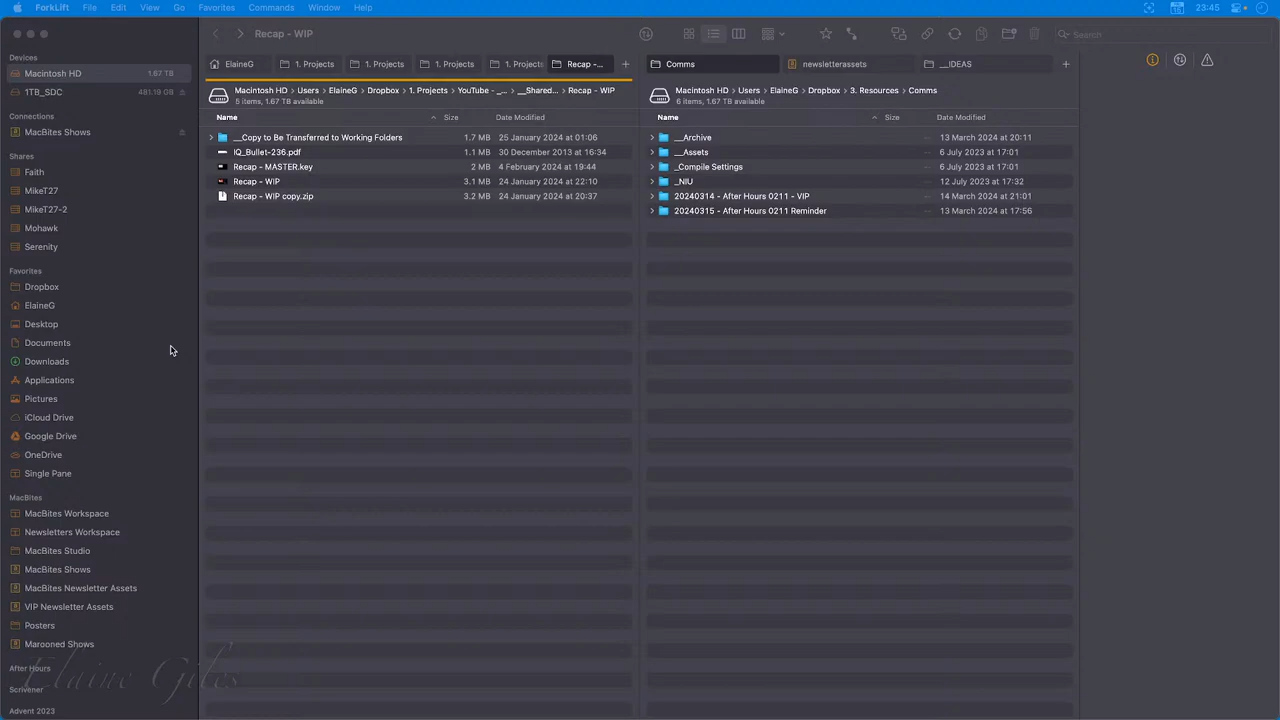 ForkLift File Edit View Go Favorites Commands Window Help 15 23:45
Recap - WIP
Search
Devices
Macintosh HD 1.67 TB
1TB_SDC 481.19 GB
Connections
MacBites Shows
Shares
Faith
MikeT27
MikeT27-2
Mohawk
Serenity
Favorites
Dropbox
ElaineG
Desktop
Documents
Downloads
Applications
Pictures
iCloud Drive
Google Drive
OneDrive
Single Pane
MacBites
MacBites Workspace
Newsletters Workspace
MacBites Studio
MacBites Shows
MacBites Newsletter Assets
VIP Newsletter Assets
Posters
Marooned Shows
After Hours
Scrivener
Advent 2023
Elaine Giles
ElaineG 1. Projects 1. Projects 1. Projects 1. Projects Recap -...
Macintosh HD Users ElaineG Dropbox 1. Projects YouTube - _... __Shared... Recap - WIP
5 items, 1.67 TB available
Name Size Date Modified
__Copy to Be Transferred to Working Folders 1.7 MB 25 January 2024 at 01:06
IQ_Bullet-236.pdf 1.1 MB 30 December 2013 at 16:34
Recap - MASTER.key 2 MB 4 February 2024 at 19:44
Recap - WIP 3.1 MB 24 January 2024 at 22:10
Recap - WIP copy.zip 3.2 MB 24 January 2024 at 20:37
Comms newsletterassets __IDEAS
Macintosh HD Users ElaineG Dropbox 3. Resources Comms
6 items, 1.67 TB available
Name Size Date Modified
__Archive -- 13 March 2024 at 20:11
__Assets -- 6 July 2023 at 17:01
_Compile Settings -- 6 July 2023 at 17:01
_NIU -- 12 July 2023 at 17:32
20240314 - After Hours 0211 - VIP -- 14 March 2024 at 21:01
20240315 - After Hours 0211 Reminder -- 13 March 2024 at 17:56